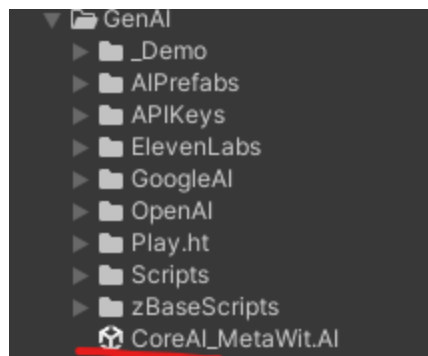 GenAI
_Demo
AIPrefabs
APIKeys
ElevenLabs
GoogleAI
OpenAI
Play.ht
Scripts
zBaseScripts
CoreAI_MetaWit.AI